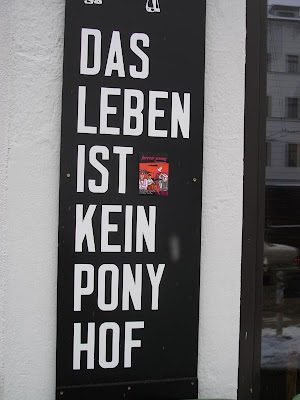 DAS
LEBEN
IST
KEIN
PONY
HOF